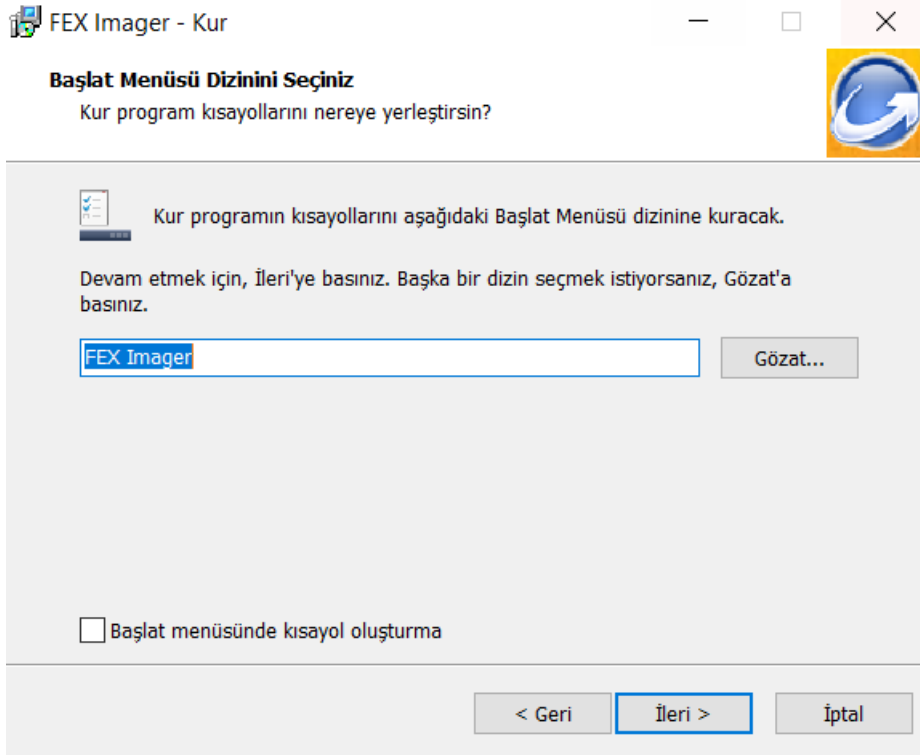 FEX Imager - Kur
Başlat Menüsü Dizinini Seçiniz
Kur program kısayollarını nereye yerleştirsin?
Kur programın kısayollarını aşağıdaki Başlat Menüsü dizinine kuracak.
Devam etmek için, İleri'ye basınız. Başka bir dizin seçmek istiyorsanız, Gözat'a
basınız.
FEX Imager
Gözat...
Başlat menüsünde kısayol oluşturma
< Geri
İleri >
İptal